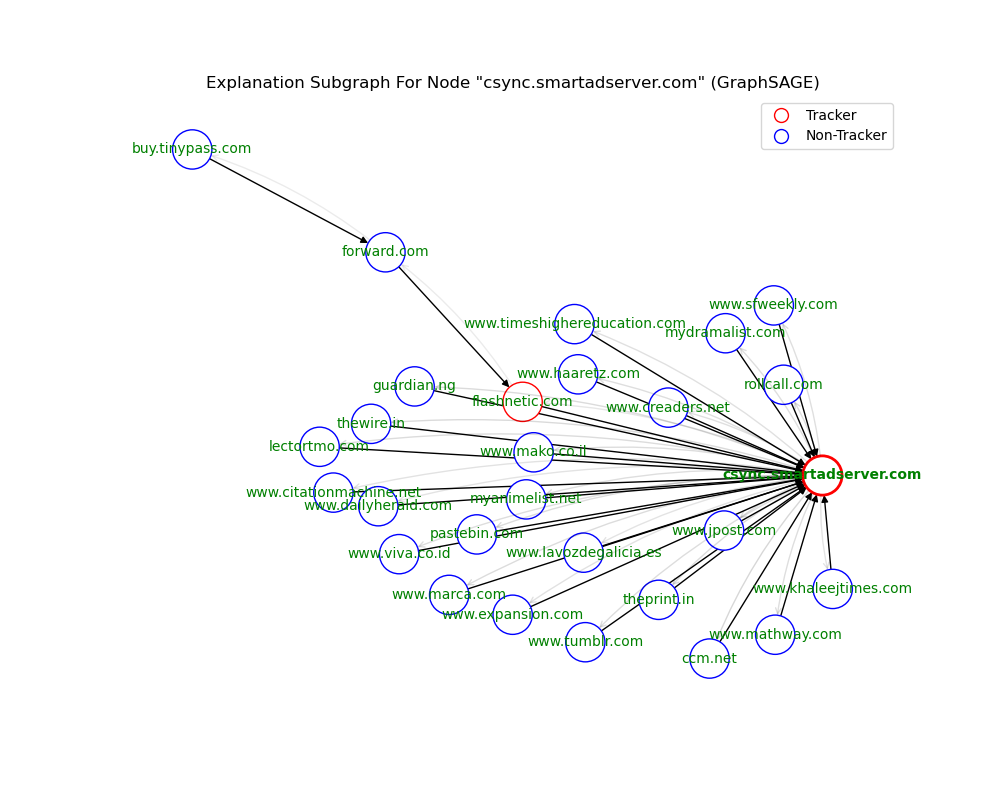 Explanation Subgraph For Node "csync.smartadserver.com" (GraphSAGE)
Tracker
Non-Tracker
buy.tinypass.com
forward.com
www.sfweekly.com
www.timeshighereducation.com
mydramalist.com
www.haaretz.com
guardian.ng
rollcall.com
flashnetic.com
www.creaders.net
thewire.in
lectortmo.com
www.mako.co.il
csync.smartadserver.com
www.citationmachine.net
myanimelist.net
www.dailyherald.com
pastebin.com
www.jpost.com
www.viva.co.id
www.lavozdegalicia.es
www.khaleejtimes.com
www.marca.com
theprint.in
www.expansion.com
www.tumblr.com
www.mathway.com
ccm.net